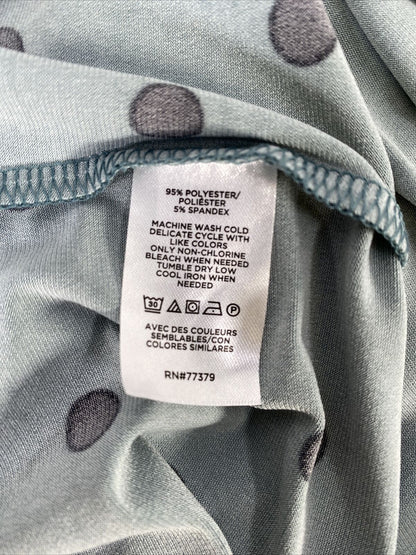 95% POLYESTER/
POLIÉSTER
5% SPANDEX
MACHINE WASH COLD
DELICATE CYCLE WITH
LIKE COLORS
ONLY NON-CHLORINE
BLEACH WHEN NEEDED
TUMBLE DRY LOW
COOL IRON WHEN
NEEDED
30 P
AVEC DES COULEURS
SEMBLABLES/CON
COLORES SIMILARES
RN#77379